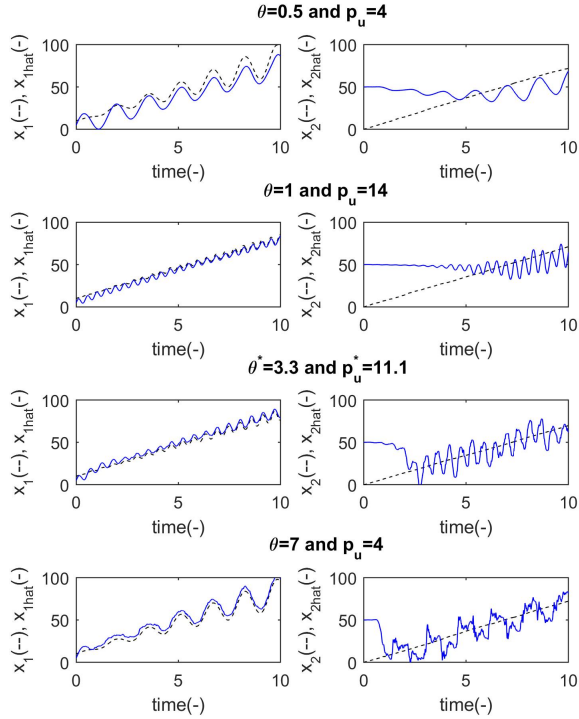 θ=0.5 and p_u=4
x_1(--), x_1hat(-)
100
50
0
0
5
10
time(-)
x_2(--), x_2hat(-)
100
50
0
0
5
10
time(-)
θ=1 and p_u=14
x_1(--), x_1hat(-)
100
50
0
0
5
10
time(-)
x_2(--), x_2hat(-)
100
50
0
0
5
10
time(-)
θ^*=3.3 and p_u^*=11.1
x_1(--), x_1hat(-)
100
50
0
0
5
10
time(-)
x_2(--), x_2hat(-)
100
50
0
0
5
10
time(-)
θ=7 and p_u=4
x_1(--), x_1hat(-)
100
50
0
0
5
10
time(-)
x_2(--), x_2hat(-)
100
50
0
0
5
10
time(-)